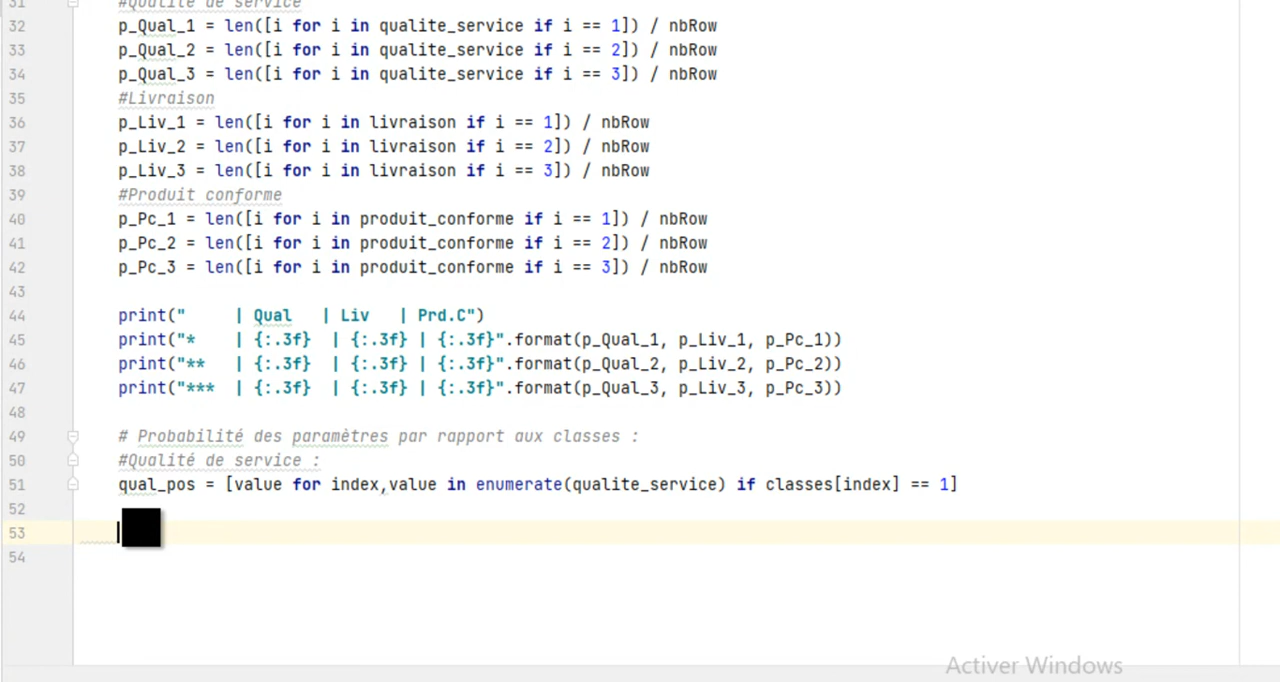 31 #Qualité de service
32 p_Qual_1 = len([i for i in qualite_service if i == 1]) / nbRow
33 p_Qual_2 = len([i for i in qualite_service if i == 2]) / nbRow
34 p_Qual_3 = len([i for i in qualite_service if i == 3]) / nbRow
35 #Livraison
36 p_Liv_1 = len([i for i in livraison if i == 1]) / nbRow
37 p_Liv_2 = len([i for i in livraison if i == 2]) / nbRow
38 p_Liv_3 = len([i for i in livraison if i == 3]) / nbRow
39 #Produit conforme
40 p_Pc_1 = len([i for i in produit_conforme if i == 1]) / nbRow
41 p_Pc_2 = len([i for i in produit_conforme if i == 2]) / nbRow
42 p_Pc_3 = len([i for i in produit_conforme if i == 3]) / nbRow
43
44 print("     | Qual   | Liv   | Prd.C")
45 print("*    | {:.3f}  | {:.3f} | {:.3f}".format(p_Qual_1, p_Liv_1, p_Pc_1))
46 print("**   | {:.3f}  | {:.3f} | {:.3f}".format(p_Qual_2, p_Liv_2, p_Pc_2))
47 print("***  | {:.3f}  | {:.3f} | {:.3f}".format(p_Qual_3, p_Liv_3, p_Pc_3))
48
49 # Probabilité des paramètres par rapport aux classes :
50 #Qualité de service :
51 qual_pos = [value for index,value in enumerate(qualite_service) if classes[index] == 1]
52
53
54
Activer Windows